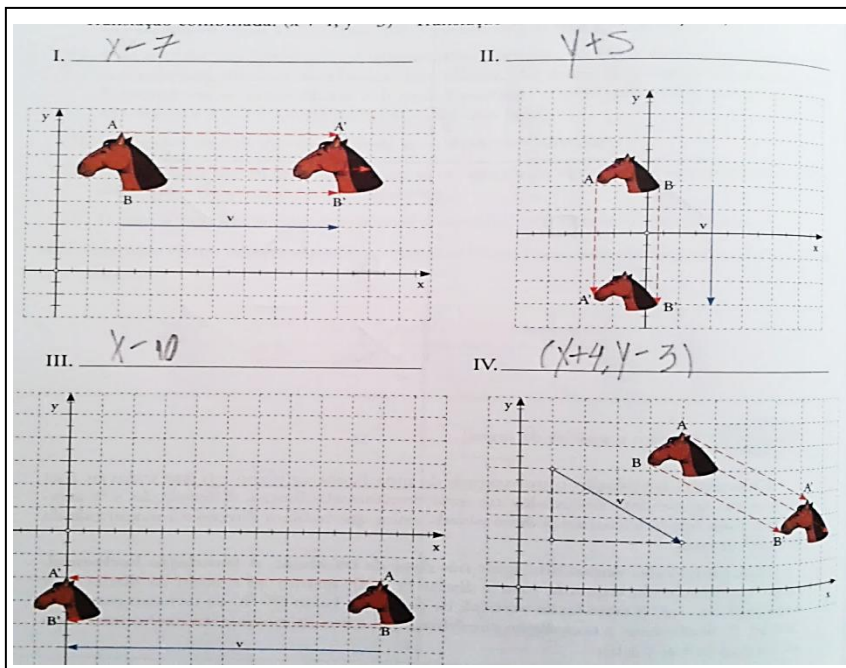 I. x-7
II. y+5
y
A
A'
B
B'
v
x
y
A
B
v
x
A'
B'
III. x-10
IV. (x+4, y-3)
y
x
A'
A
B'
B
v
y
A
B
v
A'
B'
x